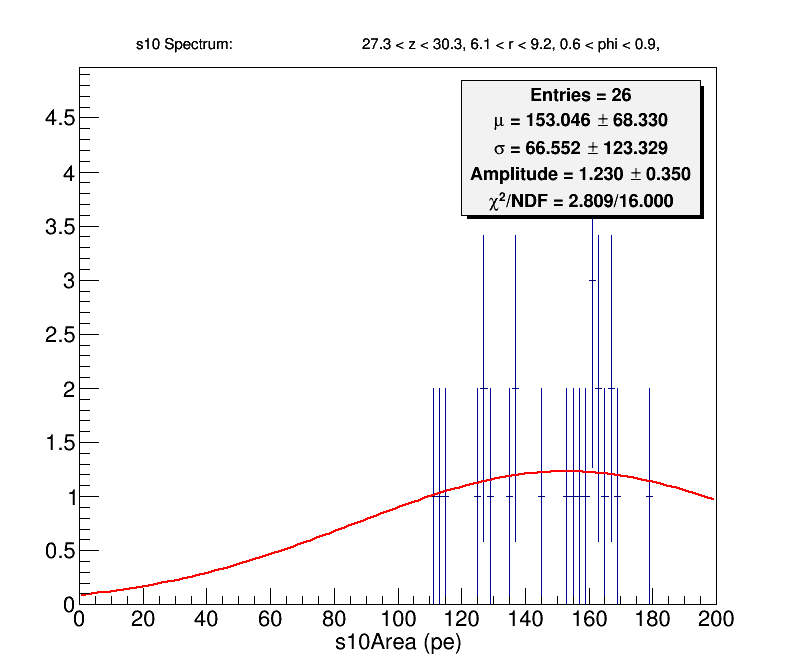 s10 Spectrum: 27.3 < z < 30.3, 6.1 < r < 9.2, 0.6 < phi < 0.9,
Entries = 26
μ = 153.046 ± 68.330
σ = 66.552 ± 123.329
Amplitude = 1.230 ± 0.350
χ²/NDF = 2.809/16.000
4.5
4
3.5
3
2.5
2
1.5
1
0.5
0
0 20 40 60 80 100 120 140 160 180 200
s10Area (pe)